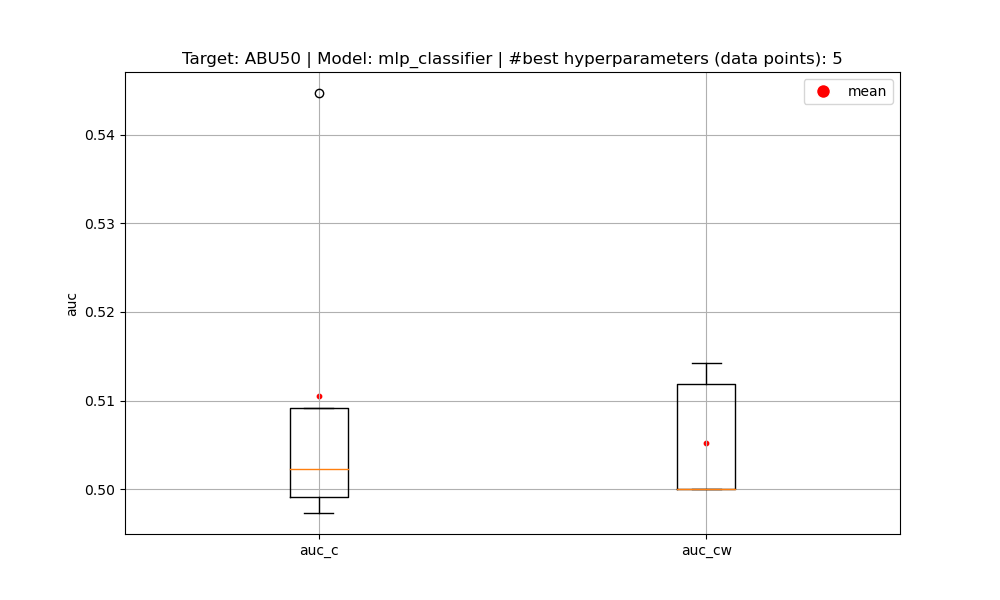 Target: ABU50 | Model: mlp_classifier | #best hyperparameters (data points): 5
mean
0.54
0.53
0.52
0.51
0.50
auc
auc_c
auc_cw